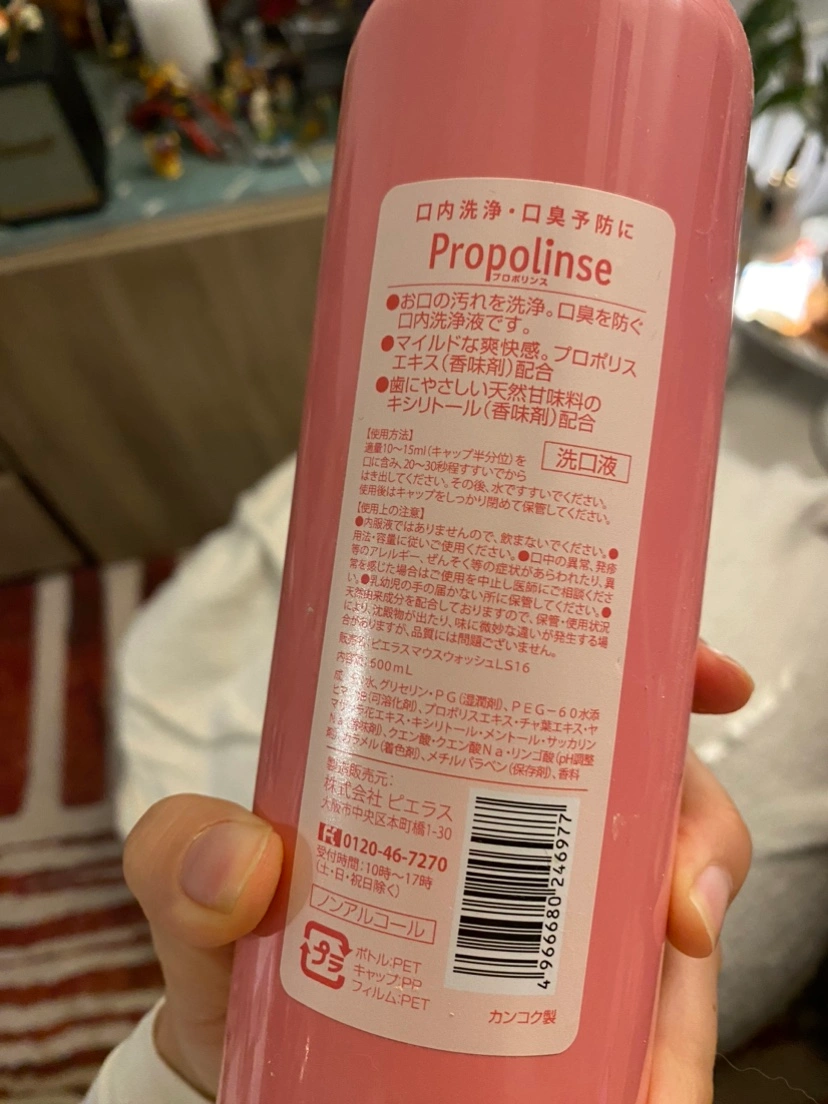 口内洗浄・口臭予防に
Propolinse
プロポリンス
●お口の汚れを洗浄。口臭を防ぐ
口内洗浄液です。
●マイルドな爽快感。プロポリス
エキス(香味剤)配合
●歯にやさしい天然甘味料の
キシリトール(香味剤)配合
【使用方法】
適量10〜15ml(キャップ半分位)を
口に含み、20〜30秒程すすいでから
はき出してください。その後、水ですすいでください。
使用後はキャップをしっかり閉めて保管してください。
洗口液
【使用上の注意】
●内服液ではありませんので、飲まないでください。●
用法・容量に従いご使用ください。●口中の異常、発疹
等のアレルギー、ぜんそく等の症状があらわれたり、異
常を感じた場合はご使用を中止し医師にご相談くださ
い。●乳幼児の手の届かない所に保管してください。●
天然由来成分を配合しておりますので、保管・使用状況
により、沈殿物が出たり、味に微妙な違いが発生する場
合がありますが、品質には問題ございません。
販売名:ピエラスマウスウォッシュLS16
内容量:600mL
成 水、グリセリン・PG(湿潤剤)、PEG-60水添
ヒマシ油(可溶化剤)、プロポリスエキス・チャ葉エキス・ヤ
マザクラ花エキス・キシリトール・メントール・サッカリン
Na(香味剤)、クエン酸・クエン酸Na・リンゴ酸(pH調整
剤)、カラメル(着色剤)、メチルパラベン(保存剤)、香料
製造販売元:
株式会社 ピエラス
大阪市中央区本町橋1-30
0120-46-7270
受付時間:10時〜17時
(土・日・祝日除く)
ノンアルコール
プラ
ボトル:PET
キャップ:PP
フィルム:PET
4966680246977
カンコク製